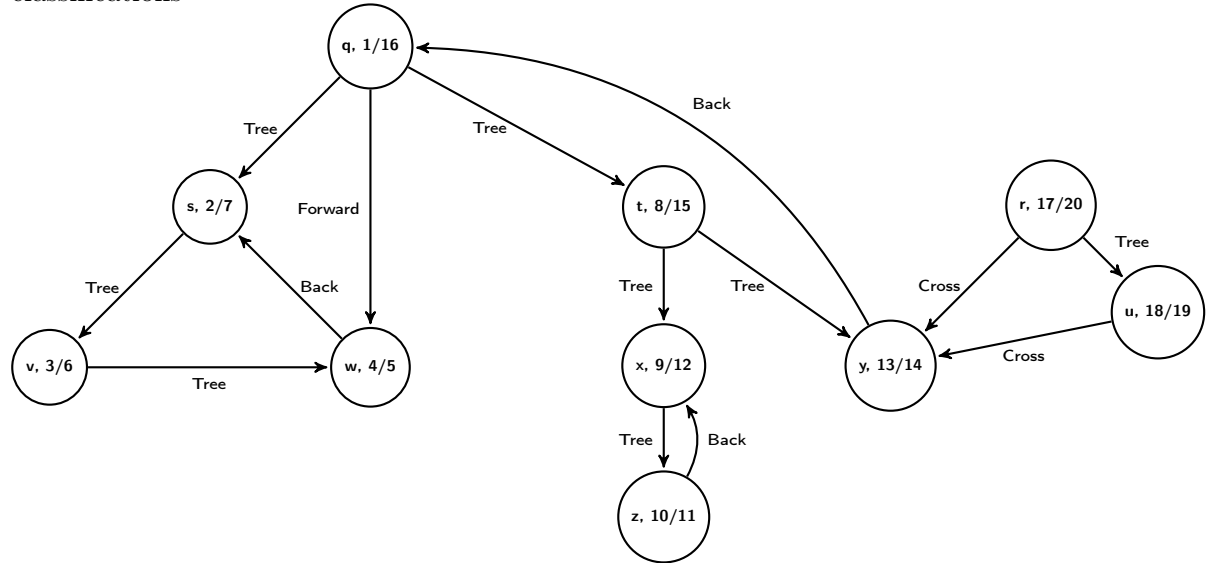 q, 1/16
Back
Tree
Tree
s, 2/7
Forward
t, 8/15
r, 17/20
Tree
Tree
Back
Tree
Tree
Cross
u, 18/19
Cross
v, 3/6
Tree
w, 4/5
x, 9/12
y, 13/14
Tree
Back
z, 10/11